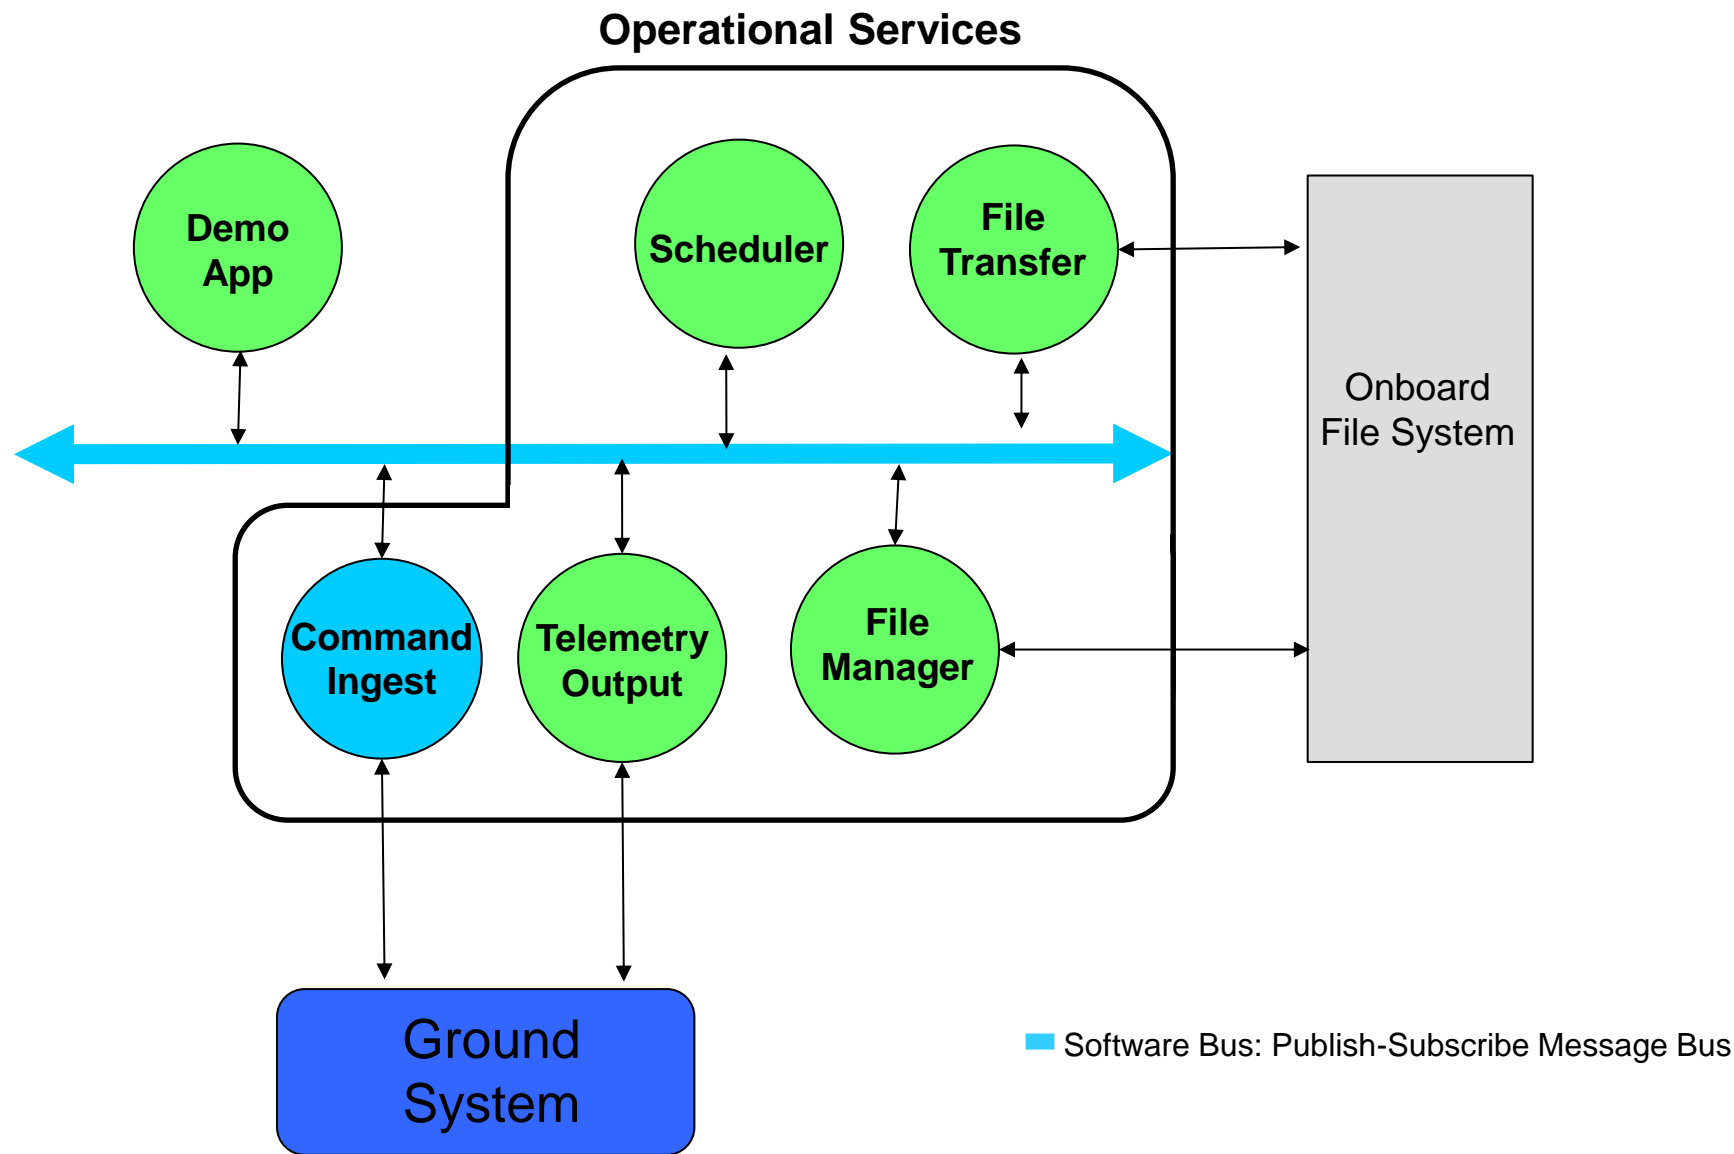 Operational Services
Demo
App
Scheduler
File
Transfer
Onboard
File System
Command
Ingest
Telemetry
Output
File
Manager
Ground
System
Software Bus: Publish-Subscribe Message Bus